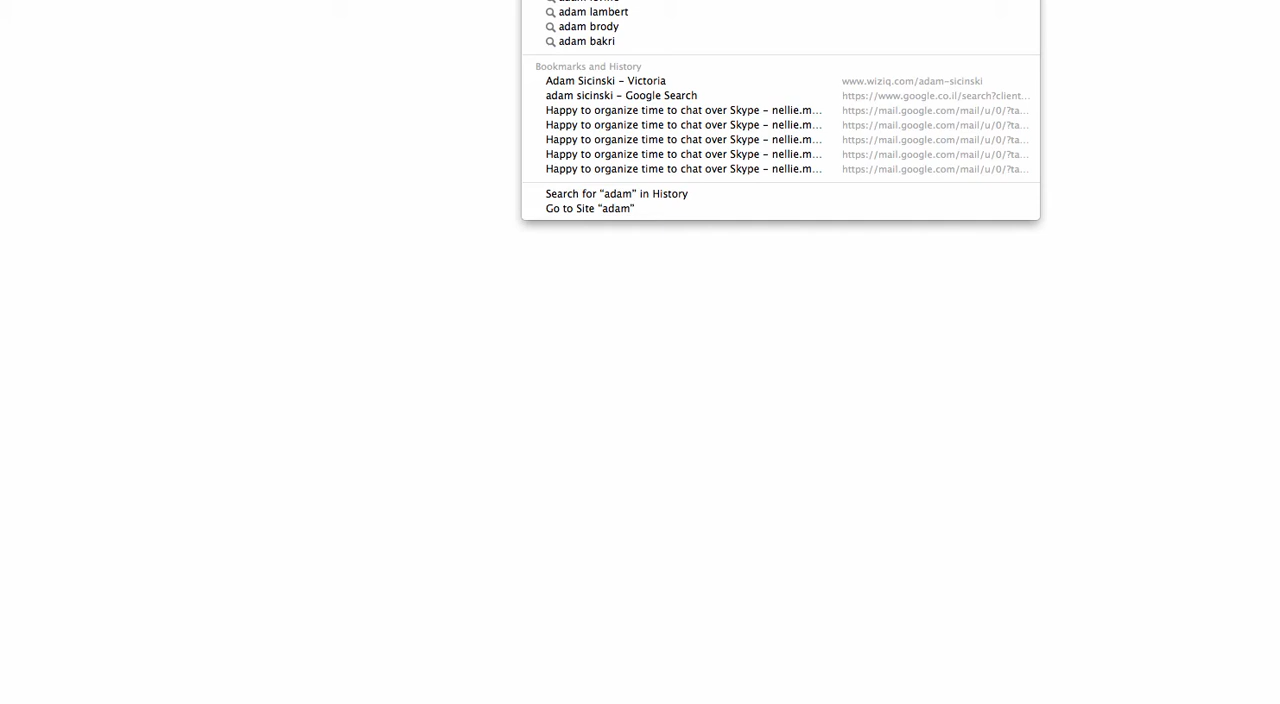 adam levine
adam lambert
adam brody
adam bakri
Bookmarks and History
Adam Sicinski – Victoria www.wiziq.com/adam-sicinski
adam sicinski – Google Search https://www.google.co.il/search?client...
Happy to organize time to chat over Skype – nellie.m... https://mail.google.com/mail/u/0/?ta...
Happy to organize time to chat over Skype – nellie.m... https://mail.google.com/mail/u/0/?ta...
Happy to organize time to chat over Skype – nellie.m... https://mail.google.com/mail/u/0/?ta...
Happy to organize time to chat over Skype – nellie.m... https://mail.google.com/mail/u/0/?ta...
Happy to organize time to chat over Skype – nellie.m... https://mail.google.com/mail/u/0/?ta...
Search for "adam" in History
Go to Site "adam"